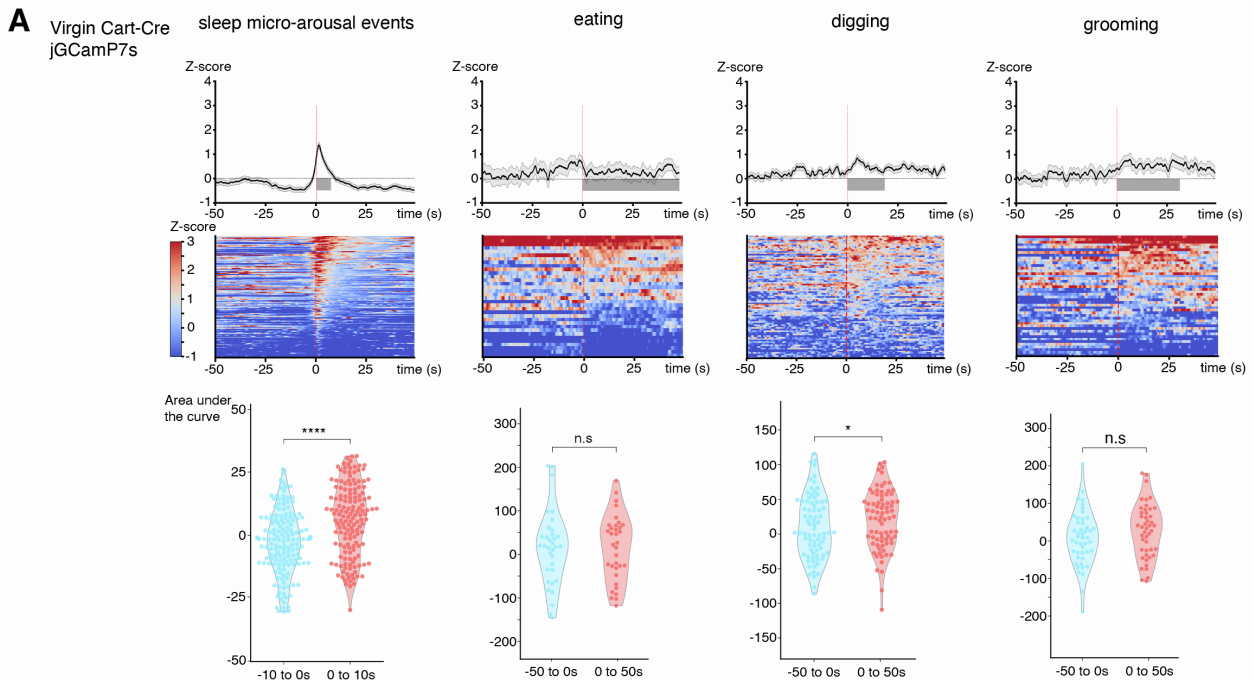 A
Virgin Cart-Cre
jGCamP7s
sleep micro-arousal events
eating
digging
grooming
Z-score
4
3
2
1
0
-1
-50 -25 0 25 time (s)
Z-score
4
3
2
1
0
-1
-50 -25 0 25 time (s)
Z-score
4
3
2
1
0
-1
-50 -25 0 25 time (s)
Z-score
4
3
2
1
0
-1
-50 -25 0 25 time (s)
Z-score
3
2
1
0
-1
-50 -25 0 25 time (s)
-50 -25 0 25 time (s)
-50 -25 0 25 time (s)
-50 -25 0 25 time (s)
Area under
the curve
50
25
0
-25
-50
****
-10 to 0s 0 to 10s
300
200
100
0
-100
-200
n.s
-50 to 0s 0 to 50s
150
100
50
0
-50
-100
-150
*
-50 to 0s 0 to 50s
300
200
100
0
-100
-200
n.s
-50 to 0s 0 to 50s